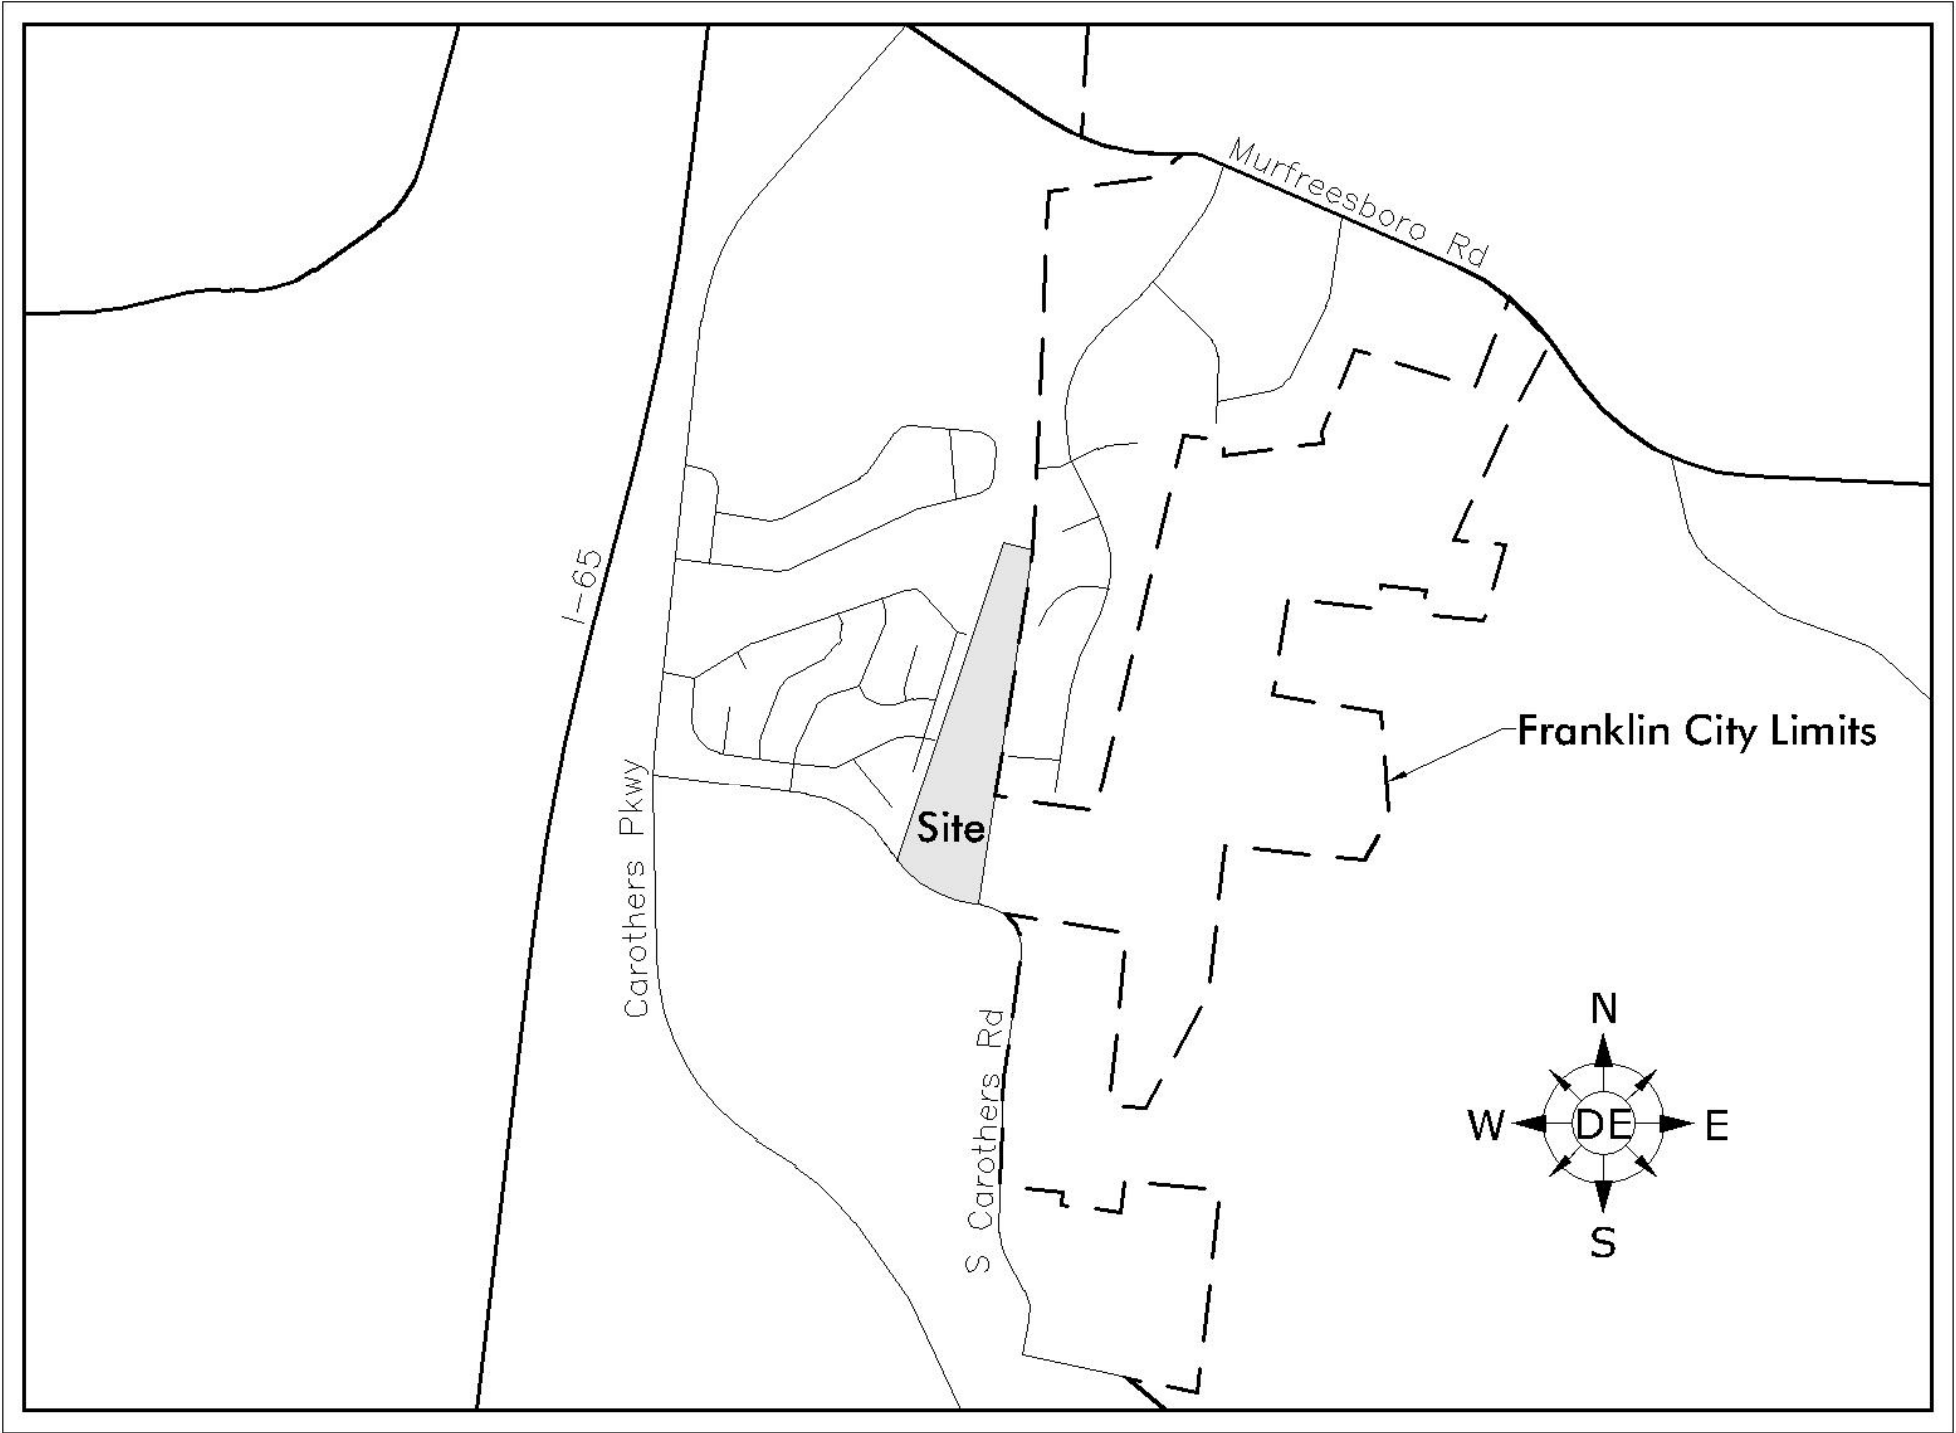 Murfreesboro Rd
I-65
Franklin City Limits
Carothers Pkwy
Site
S Carothers Rd
N
W DE E
S